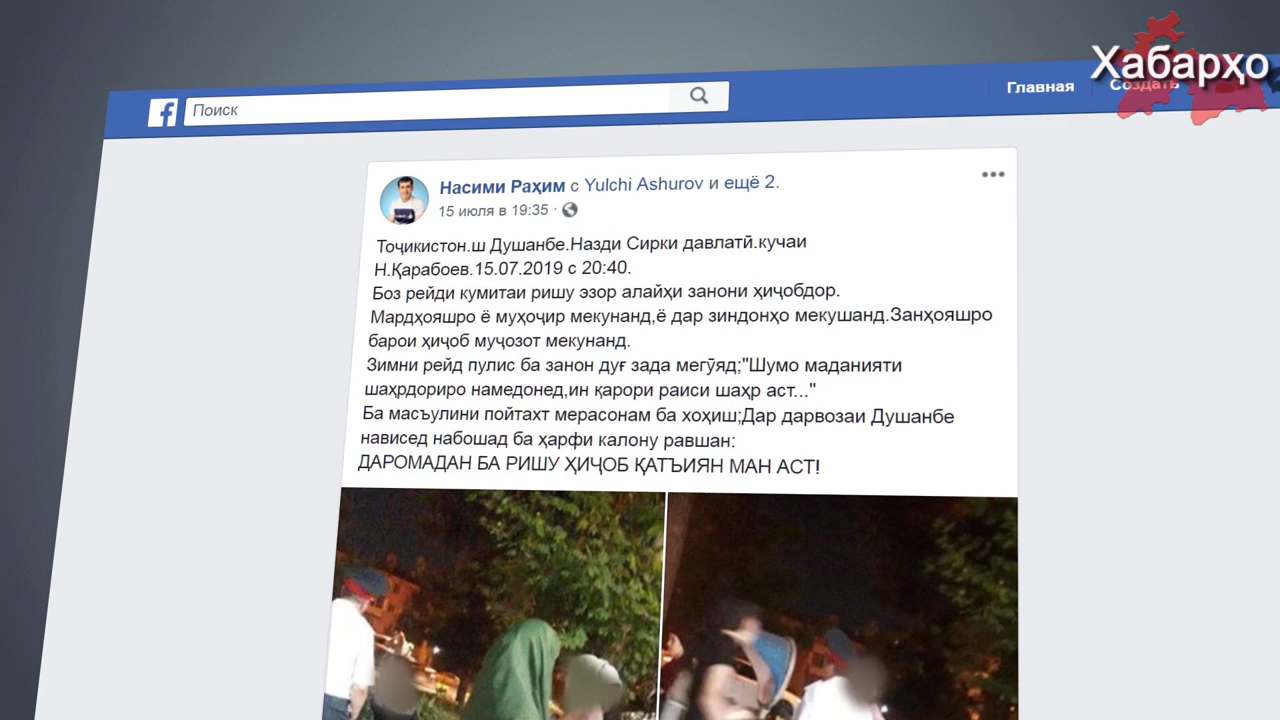 Хабарҳо
Поиск
Главная
Создать
Насими Раҳим с Yulchi Ashurov и ещё 2.
15 июля в 19:35 ·
Тоҷикистон.ш Душанбе.Назди Сирки давлатӣ.кучаи
Н.Қарабоев.15.07.2019 с 20:40.
Боз рейди кумитаи ришу эзор алайҳи занони ҳиҷобдор.
Мардҳояшро ё муҳоҷир мекунанд,ё дар зиндонҳо мекушанд.Занҳояшро
барои ҳиҷоб муҷозот мекунанд.
Зимни рейд пулис ба занон дуғ зада мегӯяд;"Шумо маданияти
шаҳрдориро намедонед,ин қарори раиси шаҳр аст..."
Ба масъулини пойтахт мерасонам ба хоҳиш;Дар дарвозаи Душанбе
нависед набошад ба ҳарфи калону равшан:
ДАРОМАДАН БА РИШУ ҲИҶОБ ҚАТЪИЯН МАН АСТ!